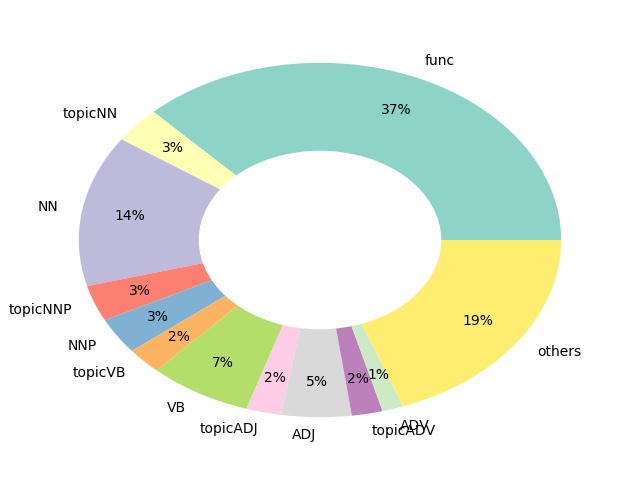 func
37%
topicNN
3%
NN
14%
topicNNP
3%
NNP
3%
topicVB
2%
VB
7%
topicADJ
2%
ADJ
5%
topicADV
2%
ADV
1%
others
19%